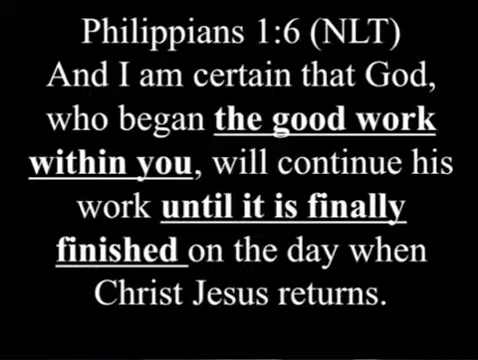 Philippians 1:6 (NLT)
And I am certain that God,
who began the good work
within you, will continue his
work until it is finally
finished on the day when
Christ Jesus returns.